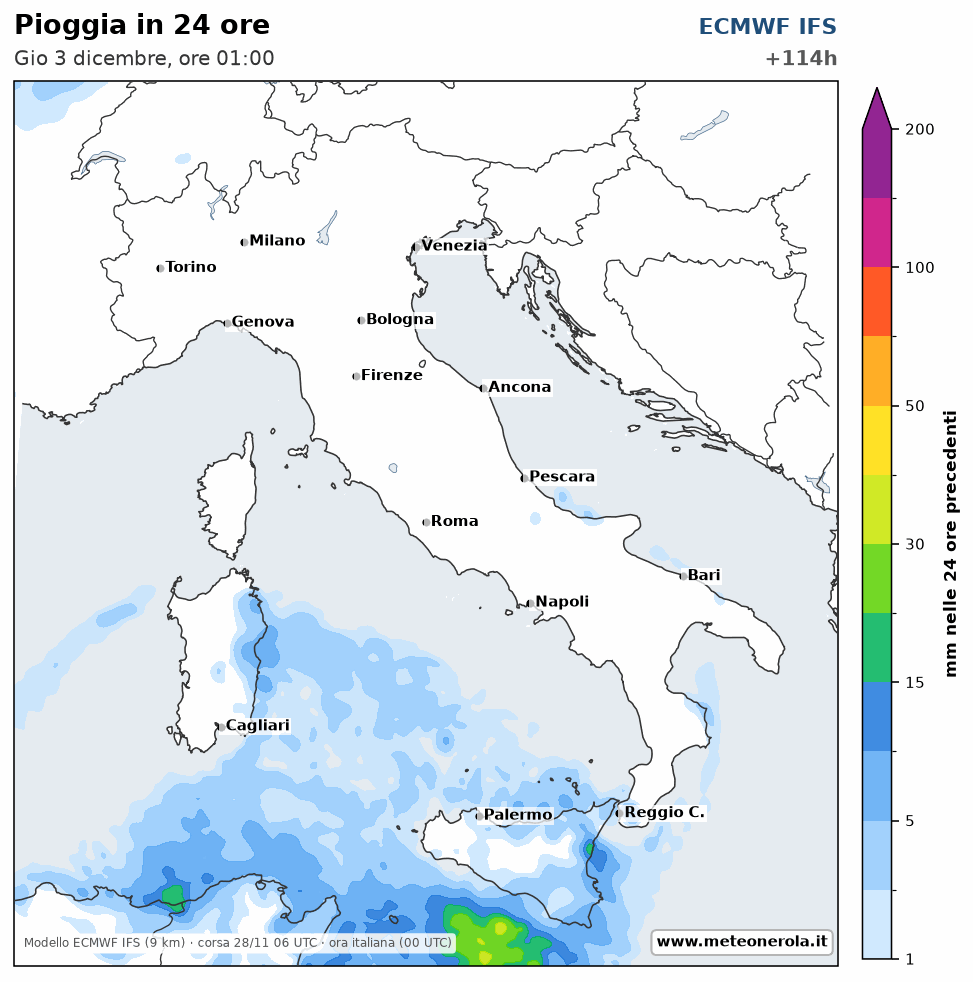 Pioggia in 24 ore
ECMWF IFS
Gio 3 dicembre, ore 01:00
+114h
Milano
Venezia
Torino
Genova
Bologna
Firenze
Ancona
Pescara
Roma
Bari
Napoli
Cagliari
Palermo
Reggio C.
Modello ECMWF IFS (9 km) · corsa 28/11 06 UTC · ora italiana (00 UTC)
www.meteonerola.it
200
100
50
30
15
5
1
mm nelle 24 ore precedenti